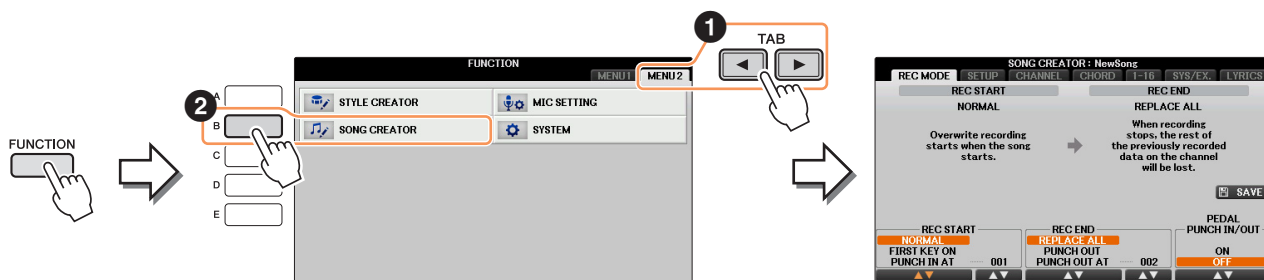 FUNCTION
A
B
C
D
E
2
FUNCTION
MENU 1 MENU 2
STYLE CREATOR
MIC SETTING
SONG CREATOR
SYSTEM
1
TAB
SONG CREATOR : NewSong
REC MODE SETUP CHANNEL CHORD 1-16 SYS/EX. LYRICS
REC START
NORMAL
Overwrite recording
starts when the song
starts.
REC END
REPLACE ALL
When recording
stops, the rest of
the previously recorded
data on the channel
will be lost.
SAVE
REC START
NORMAL
FIRST KEY ON
PUNCH IN AT 001
REC END
REPLACE ALL
PUNCH OUT
PUNCH OUT AT 002
PEDAL
PUNCH IN/OUT
ON
OFF